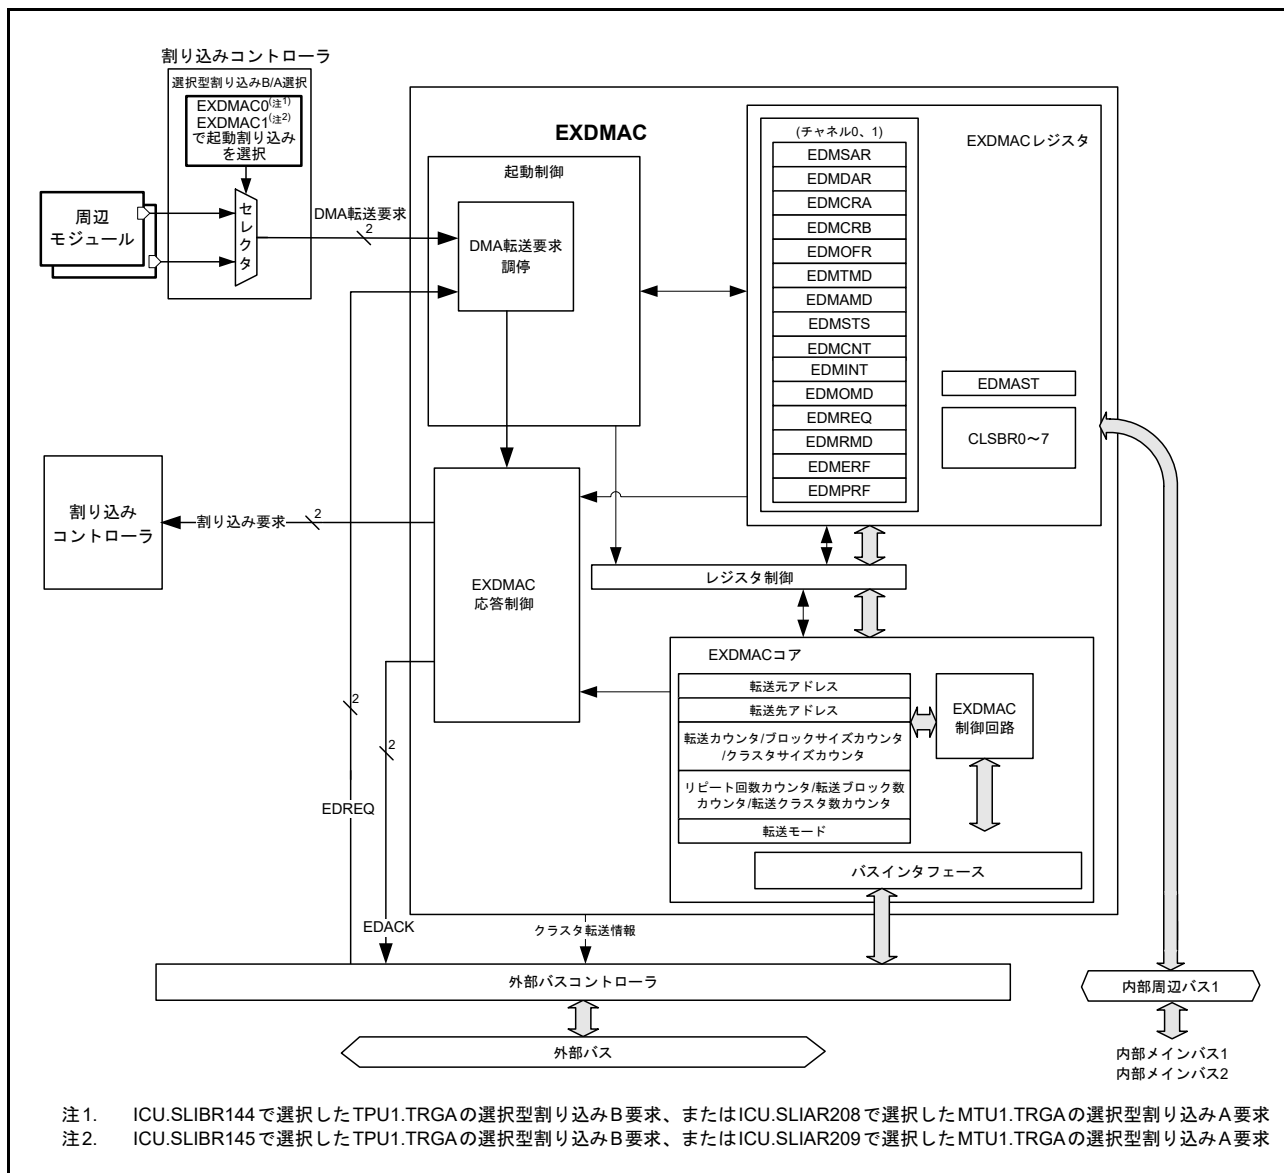 割り込みコントローラ
選択型割り込みB/A選択
EXDMAC0(注1)
EXDMAC1(注2)
で起動割り込み
を選択
周辺
モジュール
セレクタ
DMA転送要求
2
EXDMAC
起動制御
DMA転送要求
調停
EXDMACレジスタ
(チャネル0、1)
EDMSAR
EDMDAR
EDMCRA
EDMCRB
EDMOFR
EDMTMD
EDMAMD
EDMSTS
EDMCNT
EDMINT
EDMOMD
EDMREQ
EDMRMD
EDMERF
EDMPRF
EDMAST
CLSBR0～7
割り込み
コントローラ
割り込み要求
2
EXDMAC
応答制御
レジスタ制御
EXDMACコア
転送元アドレス
転送先アドレス
転送カウンタ/ブロックサイズカウンタ
/クラスタサイズカウンタ
リピート回数カウンタ/転送ブロック数
カウンタ/転送クラスタ数カウンタ
転送モード
EXDMAC
制御回路
バスインタフェース
2
EDREQ
2
EDACK
クラスタ転送情報
外部バスコントローラ
外部バス
内部周辺バス1
内部メインバス1
内部メインバス2
注1. ICU.SLIBR144で選択したTPU1.TRGAの選択型割り込みB要求、またはICU.SLIAR208で選択したMTU1.TRGAの選択型割り込みA要求
注2. ICU.SLIBR145で選択したTPU1.TRGAの選択型割り込みB要求、またはICU.SLIAR209で選択したMTU1.TRGAの選択型割り込みA要求